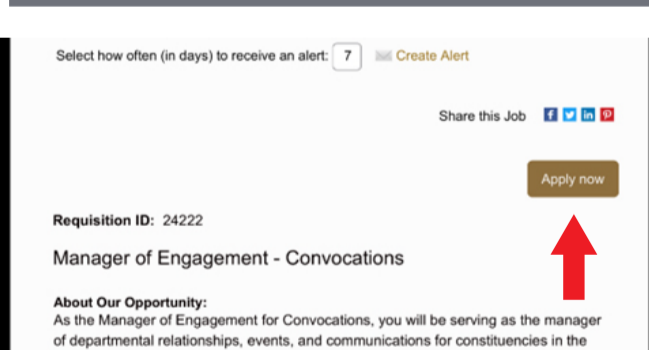 Select how often (in days) to receive an alert: 7 Create Alert
Share this Job
Apply now
Requisition ID: 24222
Manager of Engagement - Convocations
About Our Opportunity:
As the Manager of Engagement for Convocations, you will be serving as the manager
of departmental relationships, events, and communications for constituencies in the